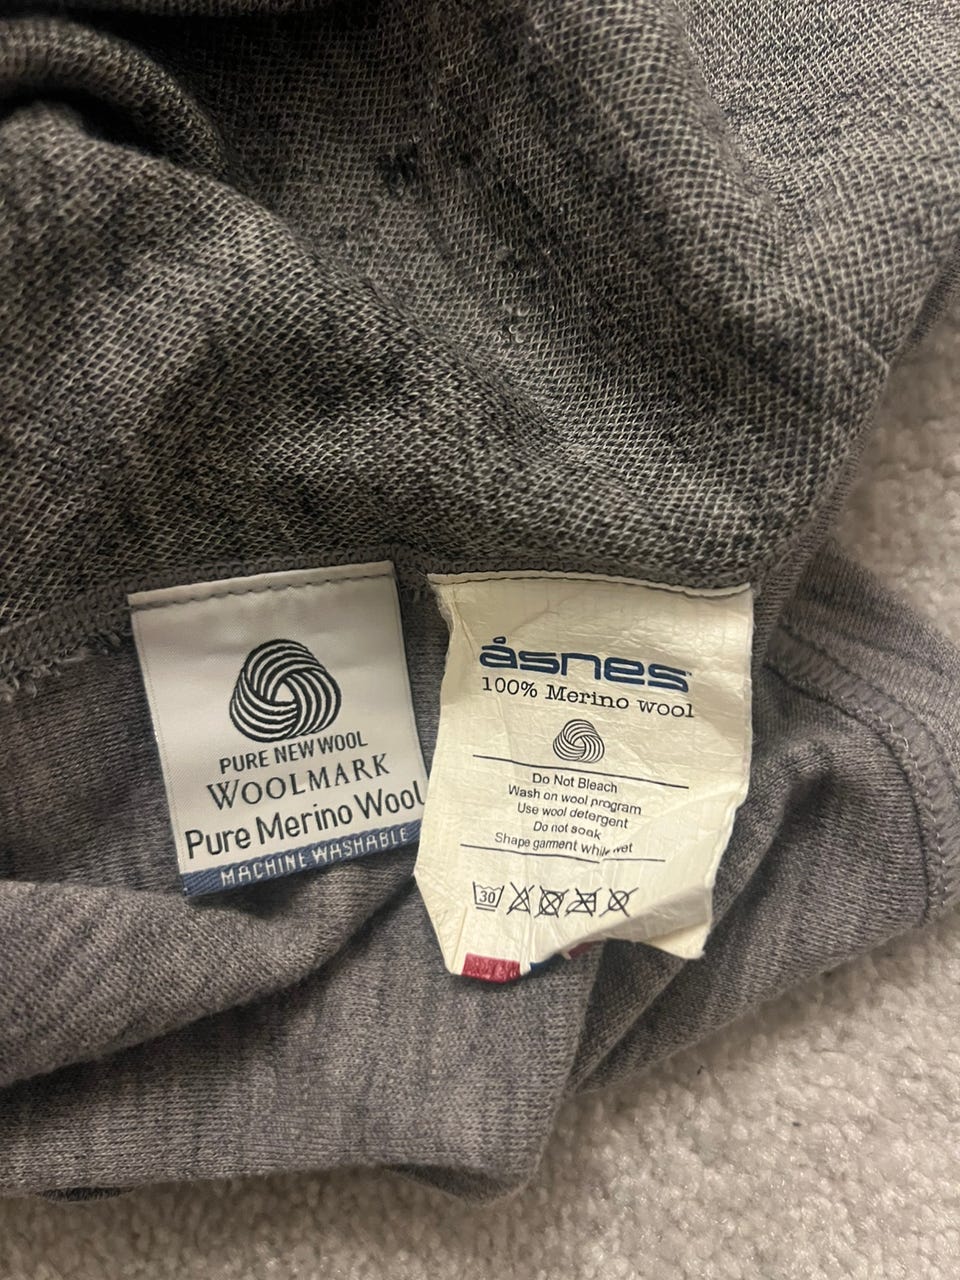 PURE NEW WOOL
WOOLMARK
Pure Merino Wool
MACHINE WASHABLE
åsnes
100% Merino wool
Do Not Bleach
Wash on wool program
Use wool detergent
Do not soak
Shape garment while wet
30